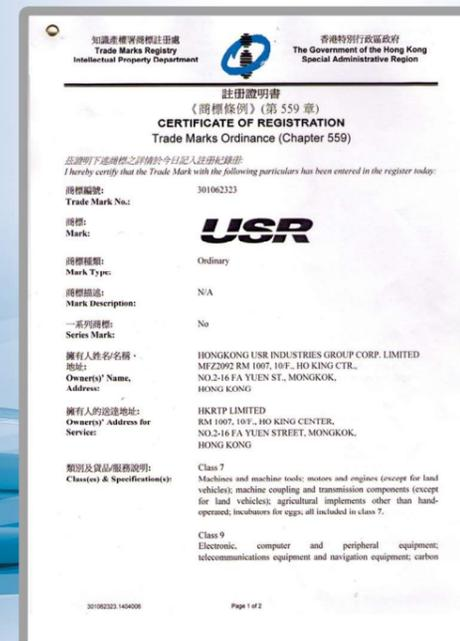 知識產權署商標註冊處
Trade Marks Registry
Intellectual Property Department
香港特別行政區政府
The Government of the Hong Kong
Special Administrative Region
註冊證明書
《商標條例》(第 559 章)
CERTIFICATE OF REGISTRATION
Trade Marks Ordinance (Chapter 559)
茲證明下述商標之詳情於今日記入註冊紀錄冊:
I hereby certify that the Trade Mark with the following particulars has been entered in the register today:
商標編號: 301062323
Trade Mark No.:
商標:
Mark: USR
商標種類: Ordinary
Mark Type:
商標描述: N/A
Mark Description:
一系列商標: No
Series Mark:
擁有人姓名/名稱、 HONGKONG USR INDUSTRIES GROUP CORP. LIMITED
地址: MFZ2092 RM 1007, 10/F., HO KING CTR.,
Owner(s)' Name, NO.2-16 FA YUEN ST., MONGKOK,
Address: HONG KONG
擁有人的送達地址: HKRTP LIMITED
Owner(s)' Address for RM 1007, 10/F., HO KING CENTER,
Service: NO.2-16 FA YUEN STREET, MONGKOK,
HONG KONG
類別及貨品/服務說明: Class 7
Class(es) & Specification(s): Machines and machine tools; motors and engines (except for land
vehicles); machine coupling and transmission components (except
for land vehicles); agricultural implements other than hand-
operated; incubators for eggs; all included in class 7.
Class 9
Electronic, computer and peripheral equipment;
telecommunications equipment and navigation equipment; carbon
301062323.1404006 Page 1 of 2